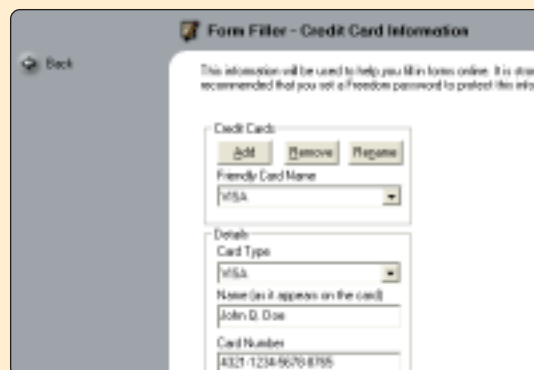 Form Filler - Credit Card Information
Back
This information will be used to help you fill in forms online. It is
recommended that you set a Freedom password to protect this
Credit Cards
Add
Remove
Rename
Friendly Card Name
VISA
Details
Card Type
VISA
Name (as it appears on the card)
John Q. Doe
Card Number
4321-1234-5678-8765